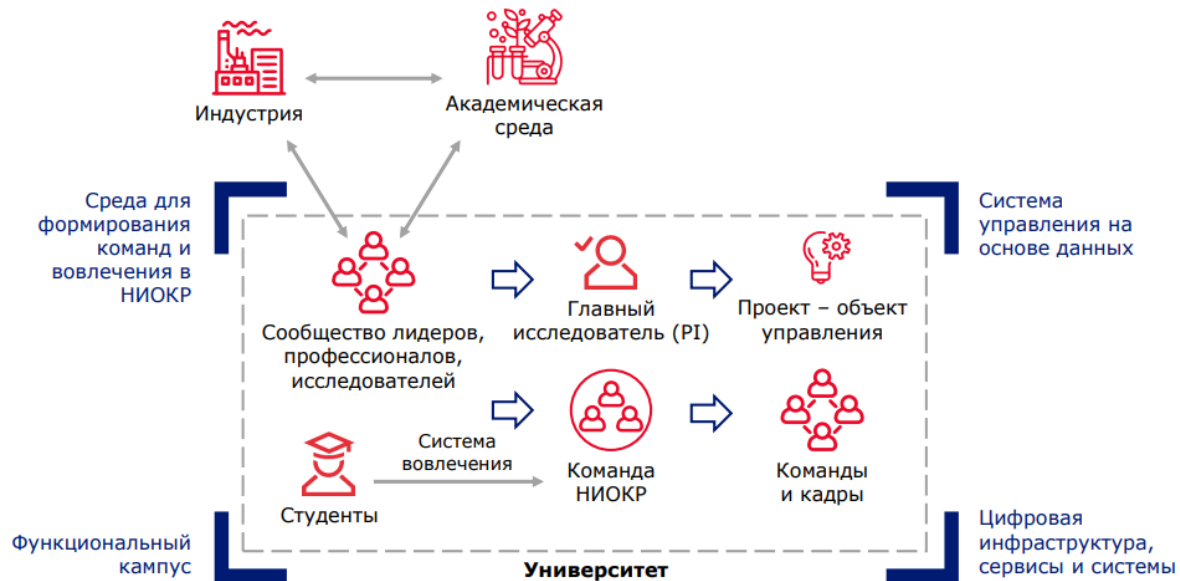 Индустрия
Академическая
среда
Среда для
формирования
команд и
вовлечения в
НИОКР
Система
управления на
основе данных
Сообщество лидеров,
профессионалов,
исследователей
Главный
исследователь (PI)
Проект – объект
управления
Студенты
Система
вовлечения
Команда
НИОКР
Команды
и кадры
Функциональный
кампус
Университет
Цифровая
инфраструктура,
сервисы и системы